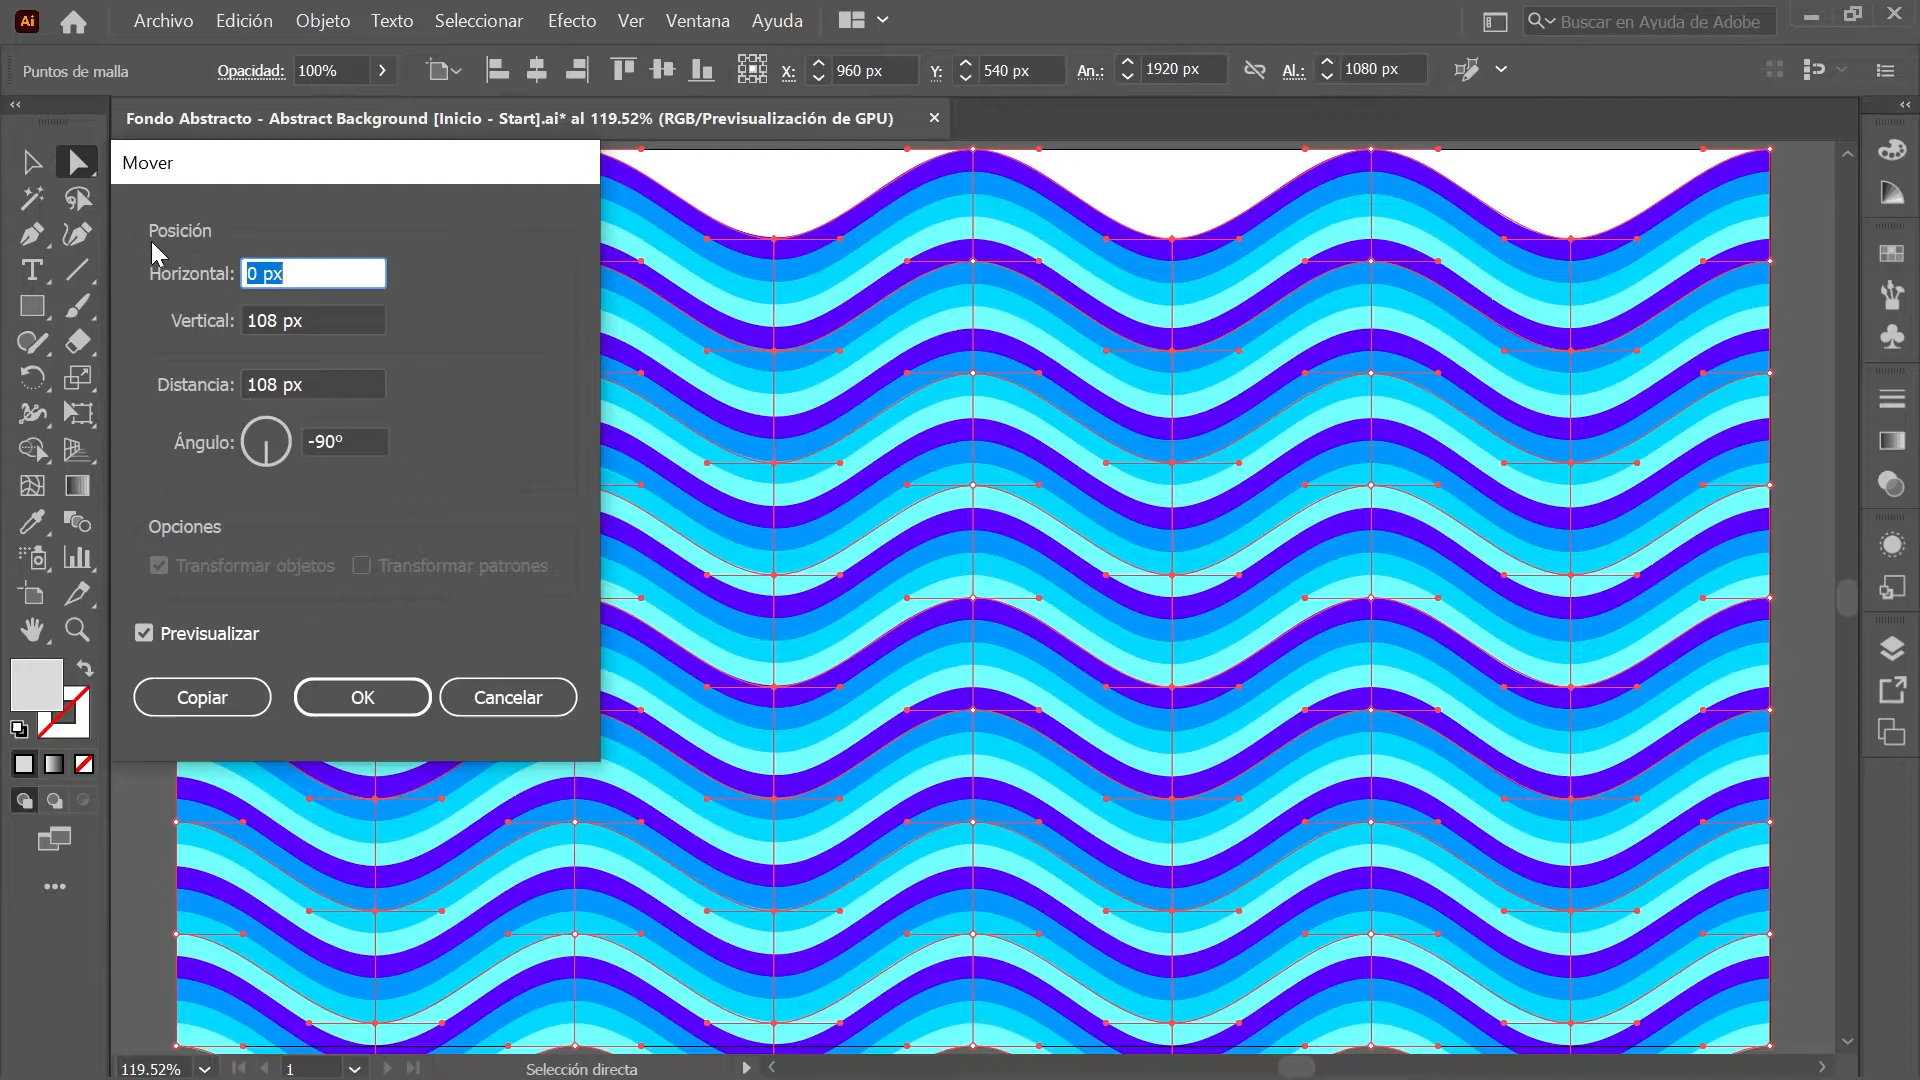 Ai
Archivo Edición Objeto Texto Seleccionar Efecto Ver Ventana Ayuda
Buscar en Ayuda de Adobe
Puntos de malla Opacidad: 100% X: 960 px Y: 540 px An.: 1920 px Al.: 1080 px
Fondo Abstracto - Abstract Background [Inicio - Start].ai* al 119.52% (RGB/Previsualización de GPU)
Mover
Posición
Horizontal: 0 px
Vertical: 108 px
Distancia: 108 px
Ángulo: -90°
Opciones
Transformar objetos Transformar patrones
Previsualizar
Copiar OK Cancelar
119.52% 1 Selección directa